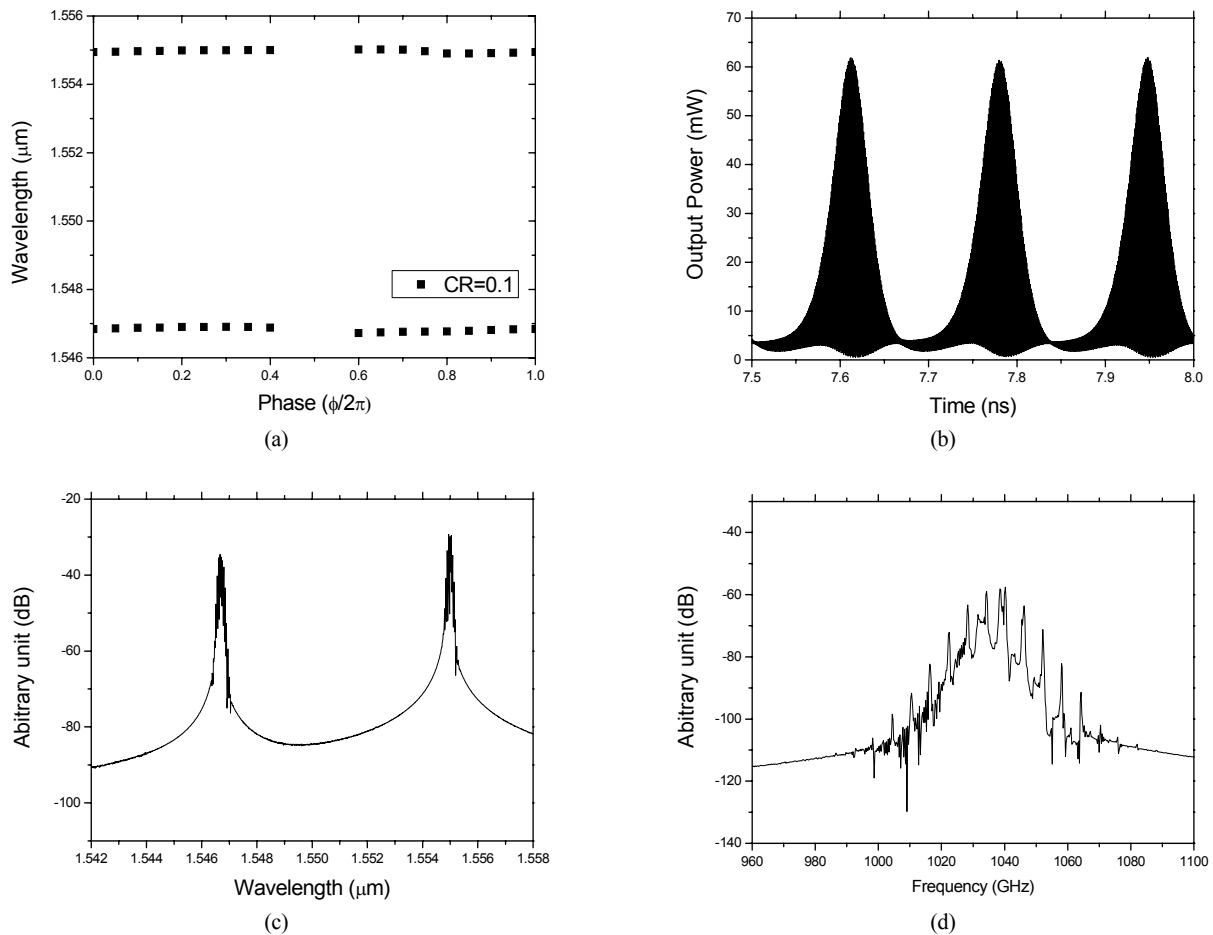 1.556
1.554
1.552
1.550
1.548
1.546
Wavelength (μm)
CR=0.1
0.0 0.2 0.4 0.6 0.8 1.0
Phase (ϕ/2π)
(a)
70
60
50
40
30
20
10
0
Output Power (mW)
7.5 7.6 7.7 7.8 7.9 8.0
Time (ns)
(b)
-20
-40
-60
-80
-100
Abitrary unit (dB)
1.542 1.544 1.546 1.548 1.550 1.552 1.554 1.556 1.558
Wavelength (μm)
(c)
-40
-60
-80
-100
-120
-140
Abitrary unit (dB)
960 980 1000 1020 1040 1060 1080 1100
Frequency (GHz)
(d)